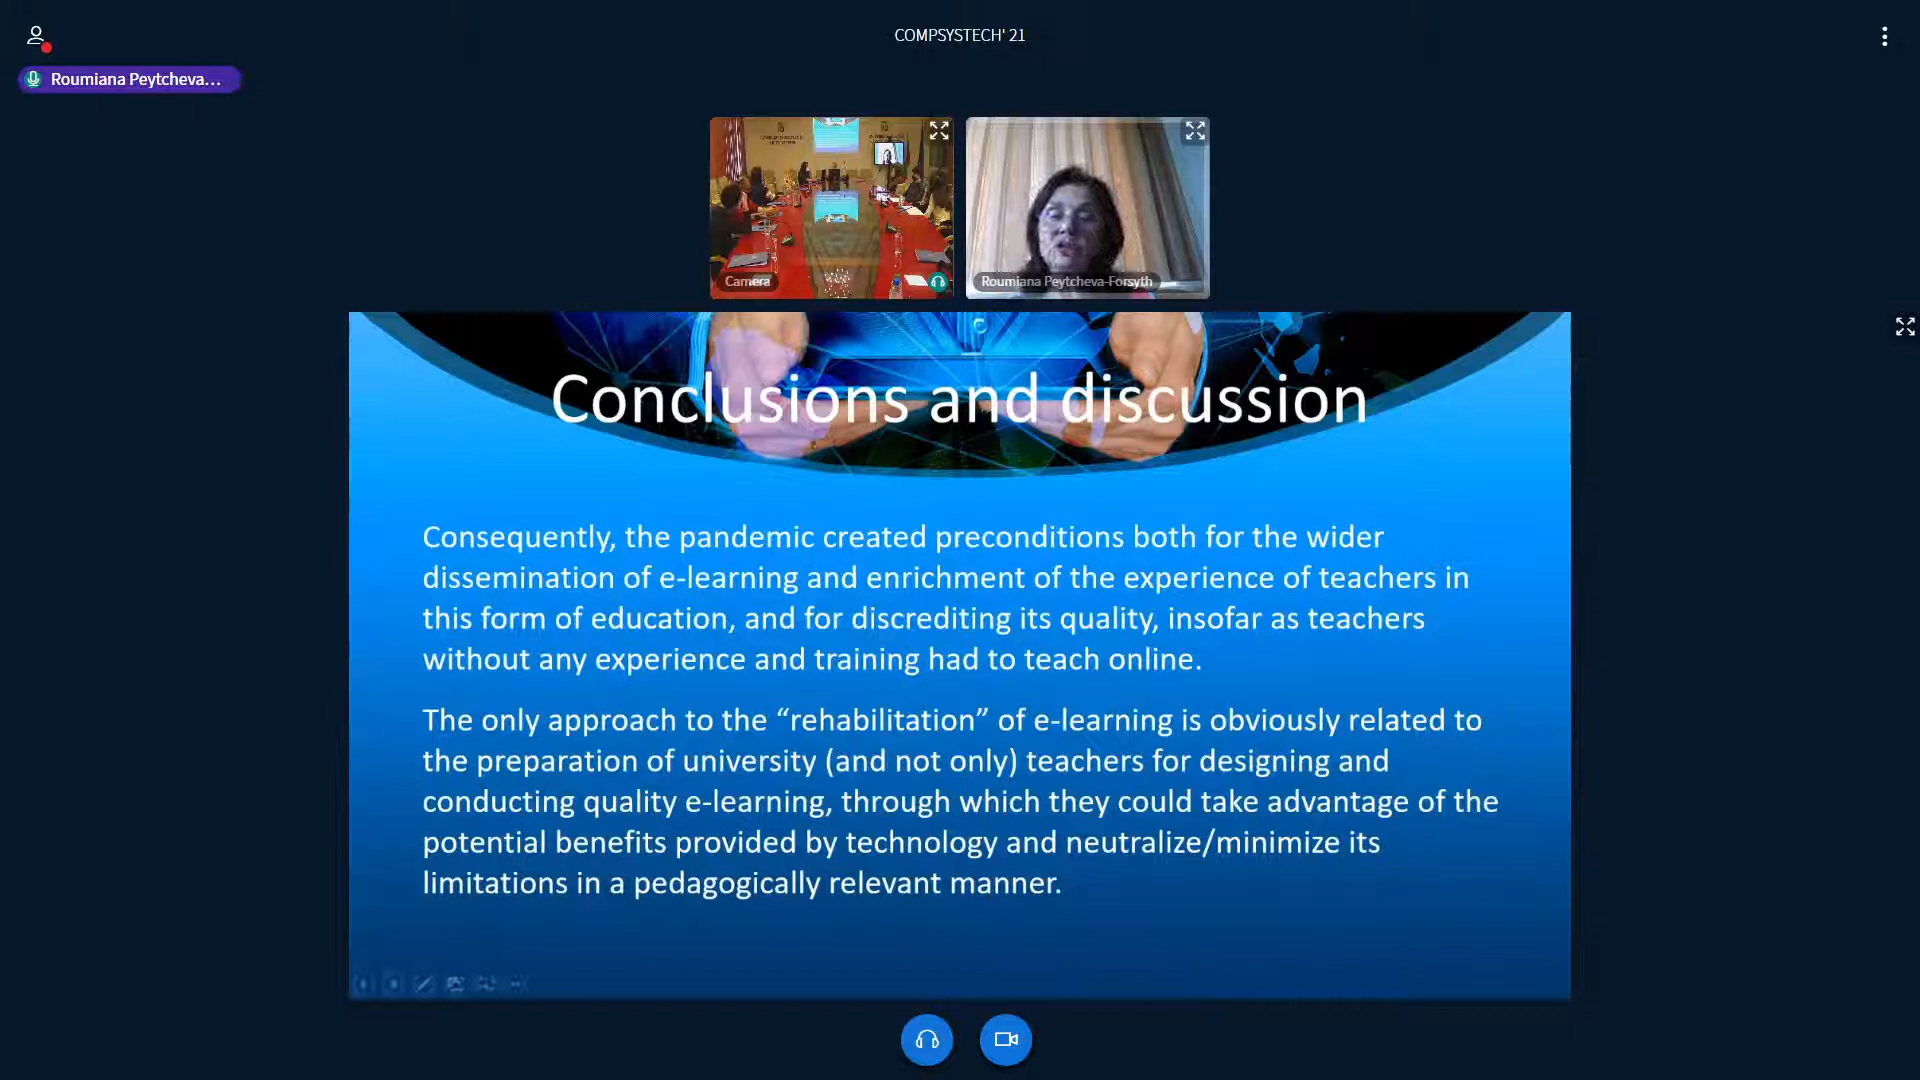 COMPSYSTECH' 21
Roumiana Peytcheva...
Camera
Roumiana Peytcheva-Forsyth
Conclusions and discussion
Consequently, the pandemic created preconditions both for the wider
dissemination of e-learning and enrichment of the experience of teachers in
this form of education, and for discrediting its quality, insofar as teachers
without any experience and training had to teach online.
The only approach to the “rehabilitation” of e-learning is obviously related to
the preparation of university (and not only) teachers for designing and
conducting quality e-learning, through which they could take advantage of the
potential benefits provided by technology and neutralize/minimize its
limitations in a pedagogically relevant manner.